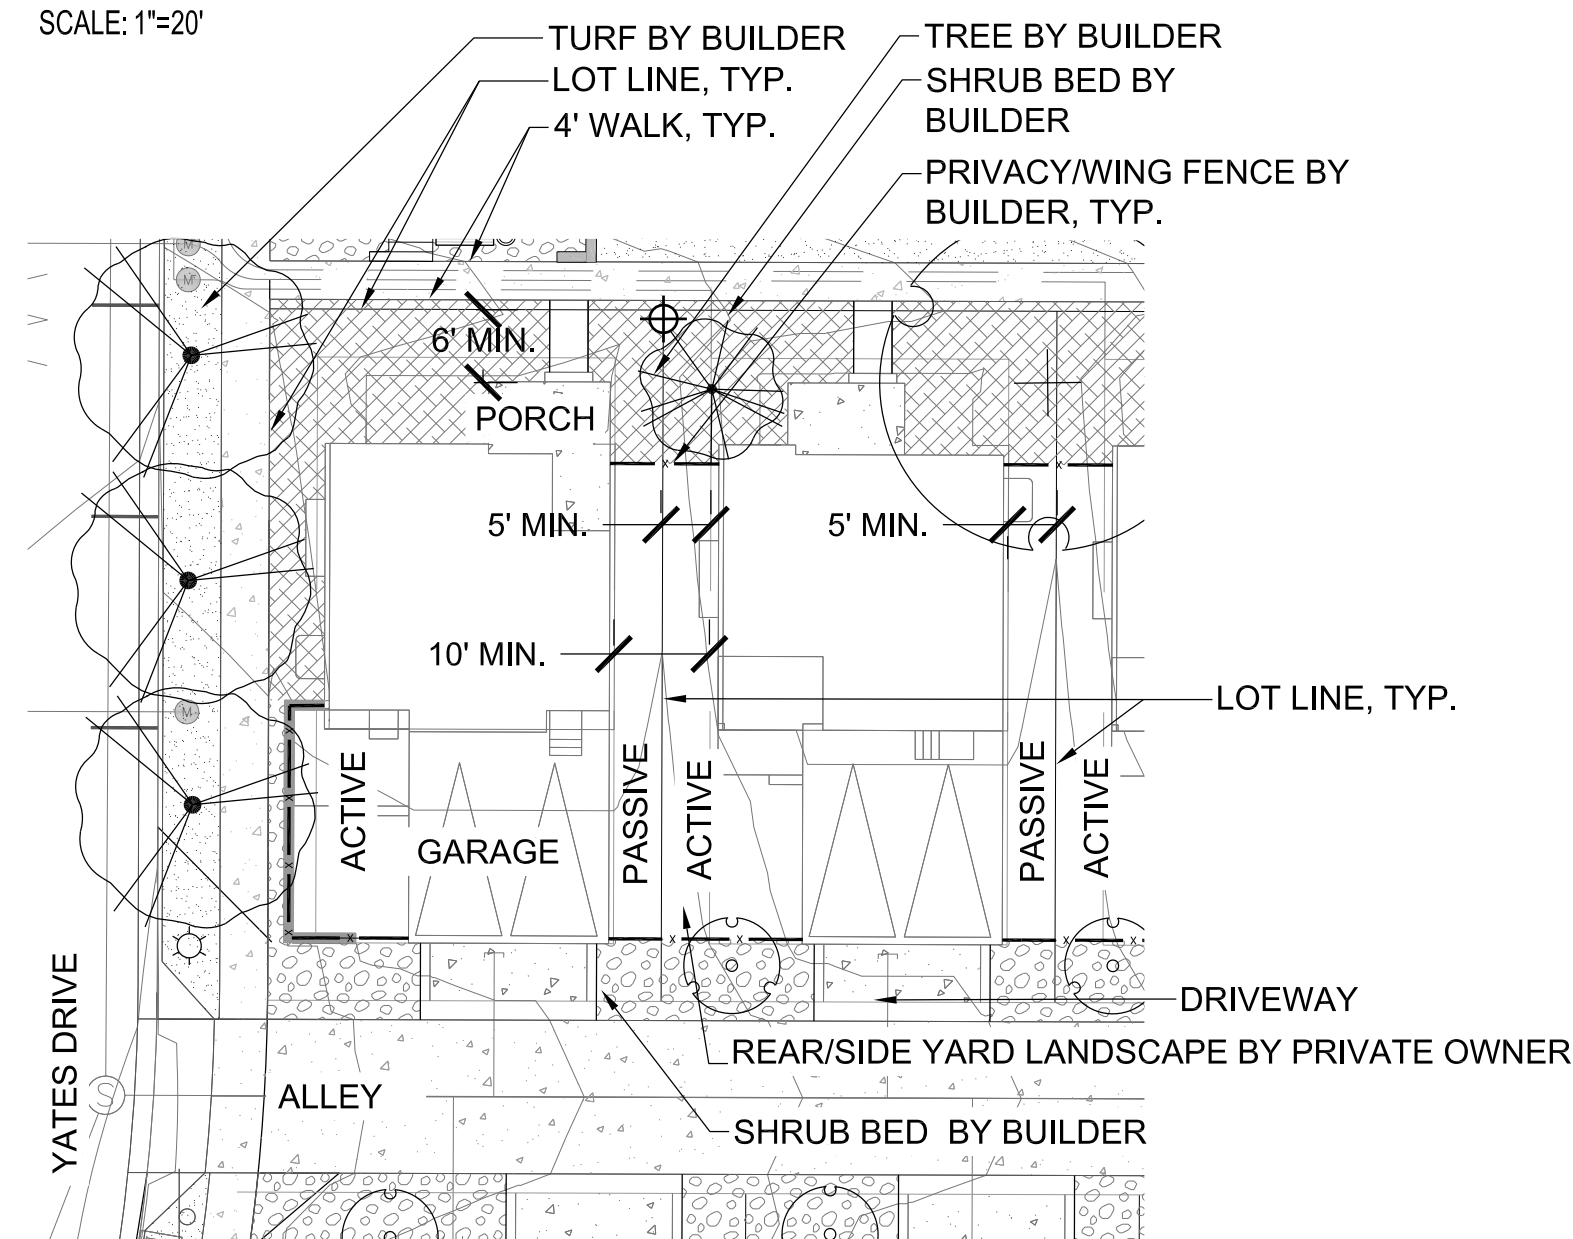 SCALE: 1"=20'
TURF BY BUILDER
LOT LINE, TYP.
4' WALK, TYP.
TREE BY BUILDER
SHRUB BED BY
BUILDER
PRIVACY/WING FENCE BY
BUILDER, TYP.
M
M
6' MIN.
PORCH
5' MIN.
5' MIN.
10' MIN.
LOT LINE, TYP.
M
ACTIVE
GARAGE
PASSIVE
ACTIVE
PASSIVE
ACTIVE
DRIVEWAY
REAR/SIDE YARD LANDSCAPE BY PRIVATE OWNER
YATES DRIVE
S
ALLEY
SHRUB BED BY BUILDER